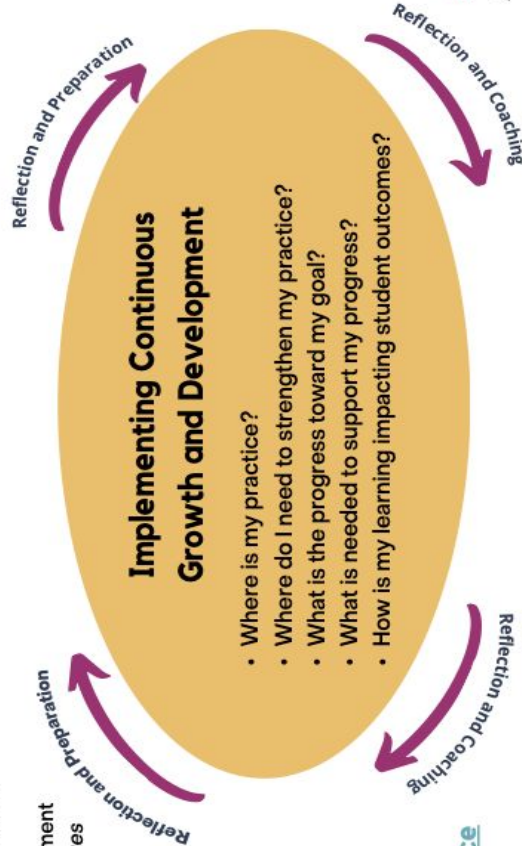 Reflection and Preparation
Reflection and Preparation
Implementing Continuous
Growth and Development
• Where is my practice?
• Where do I need to strengthen my practice?
• What is the progress toward my goal?
• What is needed to support my progress?
• How is my learning impacting student outcomes?
Reflection and Coaching
Reflection and Coaching